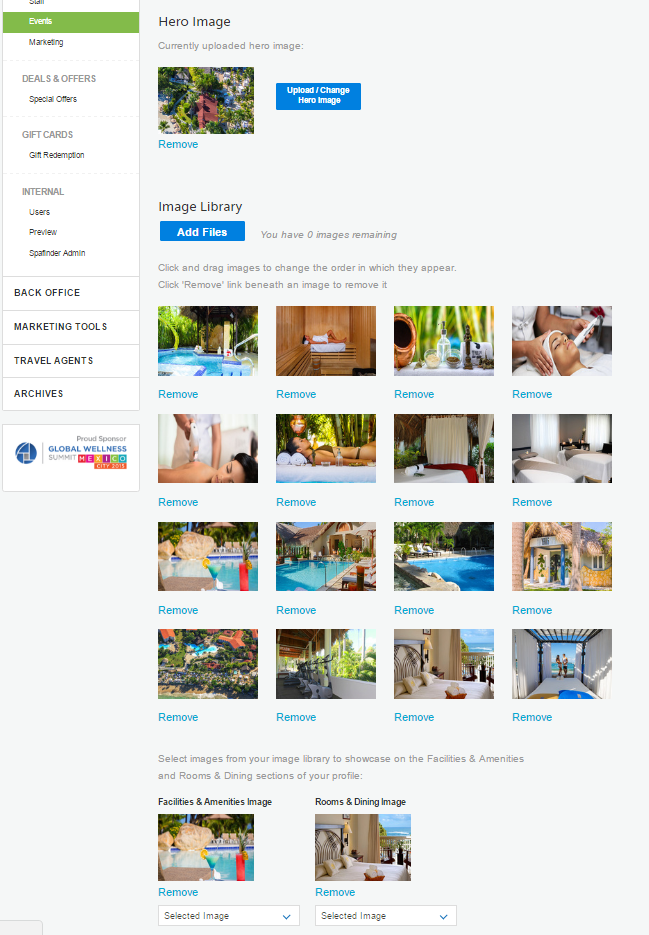 Staff
Events
Marketing
DEALS & OFFERS
Special Offers
GIFT CARDS
Gift Redemption
INTERNAL
Users
Preview
Spafinder Admin
BACK OFFICE
MARKETING TOOLS
TRAVEL AGENTS
ARCHIVES
Proud Sponsor
GLOBAL WELLNESS
SUMMIT MEXICO
CITY 2015
Hero Image
Currently uploaded hero image:
Upload / Change
Hero Image
Remove
Image Library
Add Files
You have 0 images remaining
Click and drag images to change the order in which they appear.
Click 'Remove' link beneath an image to remove it
Remove Remove Remove Remove
Remove Remove Remove Remove
Remove Remove Remove Remove
Remove Remove Remove Remove
Select images from your image library to showcase on the Facilities & Amenities
and Rooms & Dining sections of your profile:
Facilities & Amenities Image Rooms & Dining Image
Remove Remove
Selected Image Selected Image